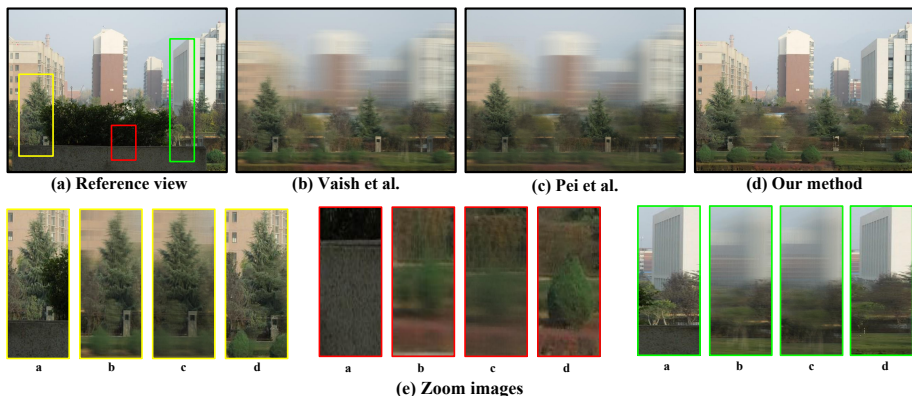 (a) Reference view
(b) Vaish et al.
(c) Pei et al.
(d) Our method
a b c d
a b c d
a b c d
(e) Zoom images